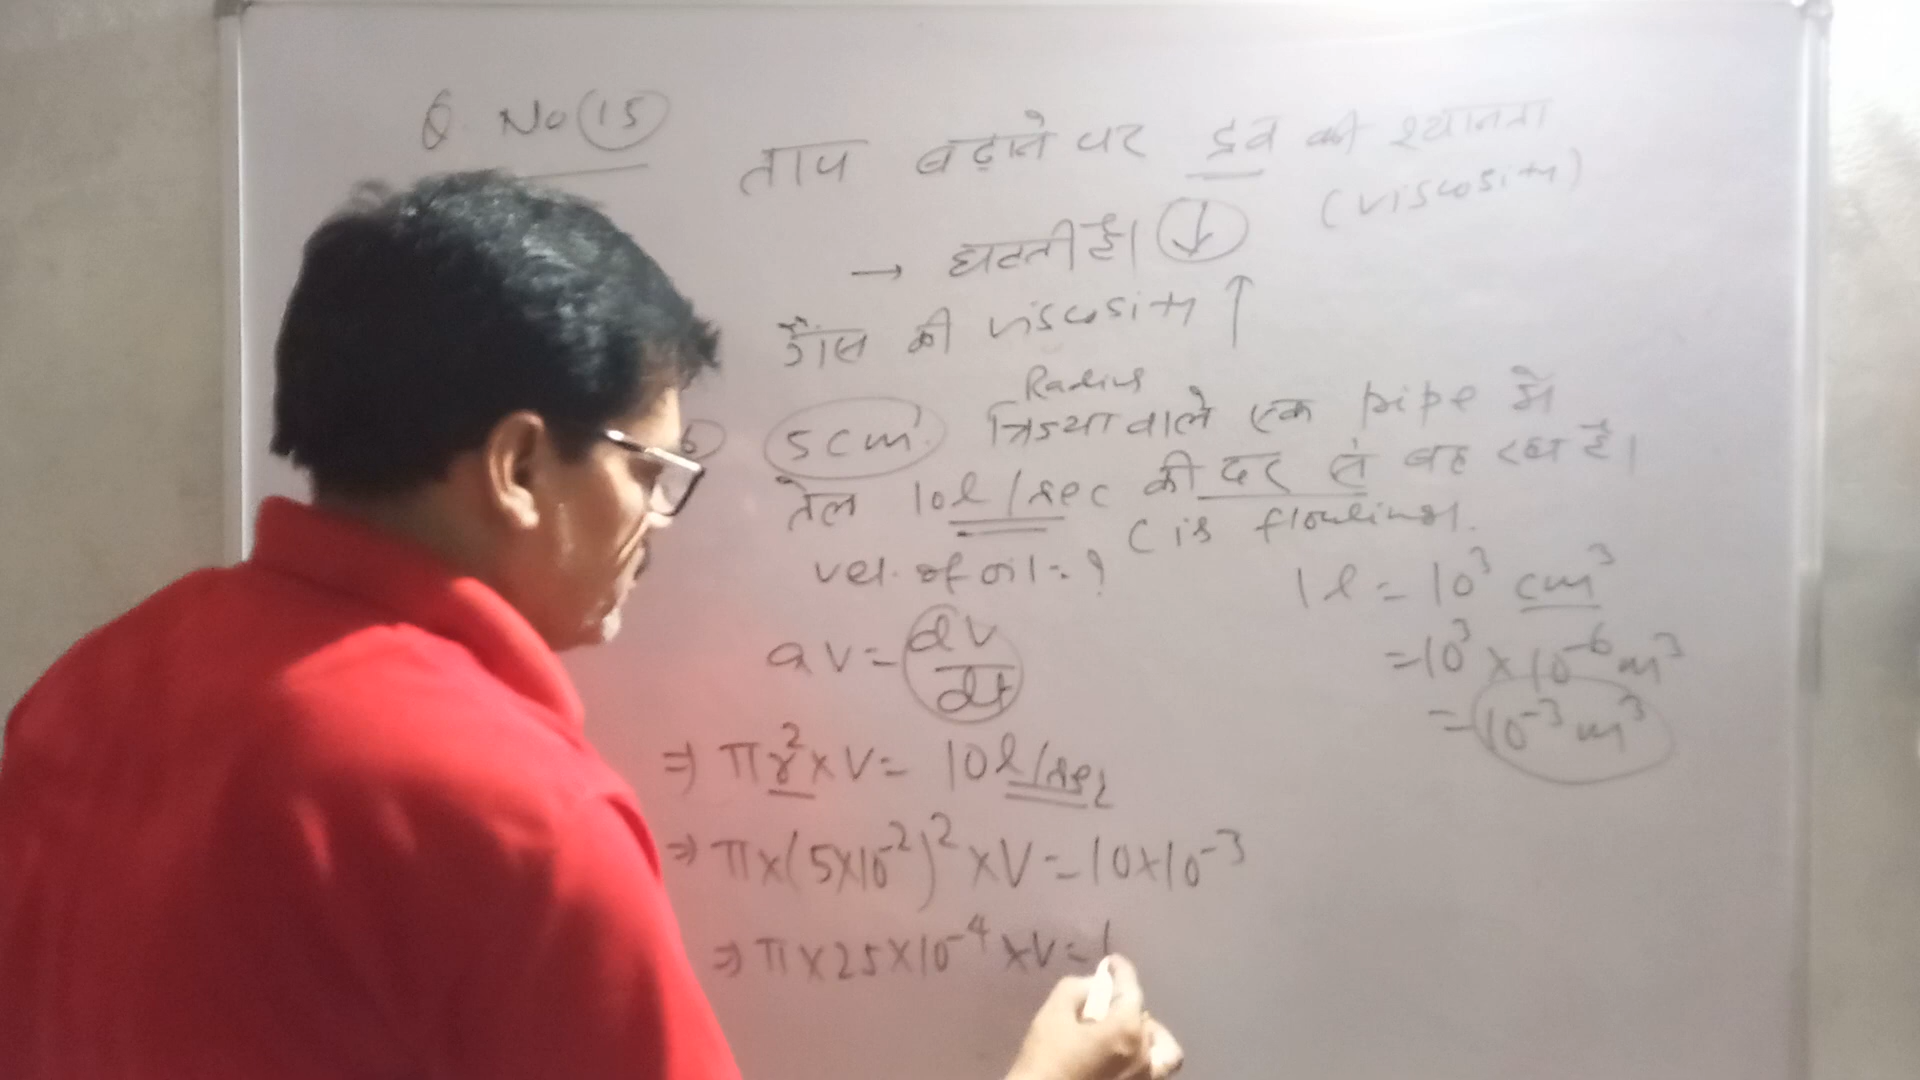 Q. No (15)
ताप बढ़ाने पर द्रव की श्यानता
(viscosity)
→ घटती है। ↓
गैस की viscosity ↑
Radius
6) 5cm त्रिज्या वाले एक pipe में
तेल 10l/sec की दर से बह रहा है।
(is flowing).
vel. of oil = ?
1l = 10³ cm³
= 10³ × 10⁻⁶ m³
= 10⁻³ m³
av = dV/dt
⇒ πr² × V = 10l/sec
⇒ π×(5×10⁻²)² × V = 10×10⁻³
⇒ π × 25 × 10⁻⁴ × V = 1